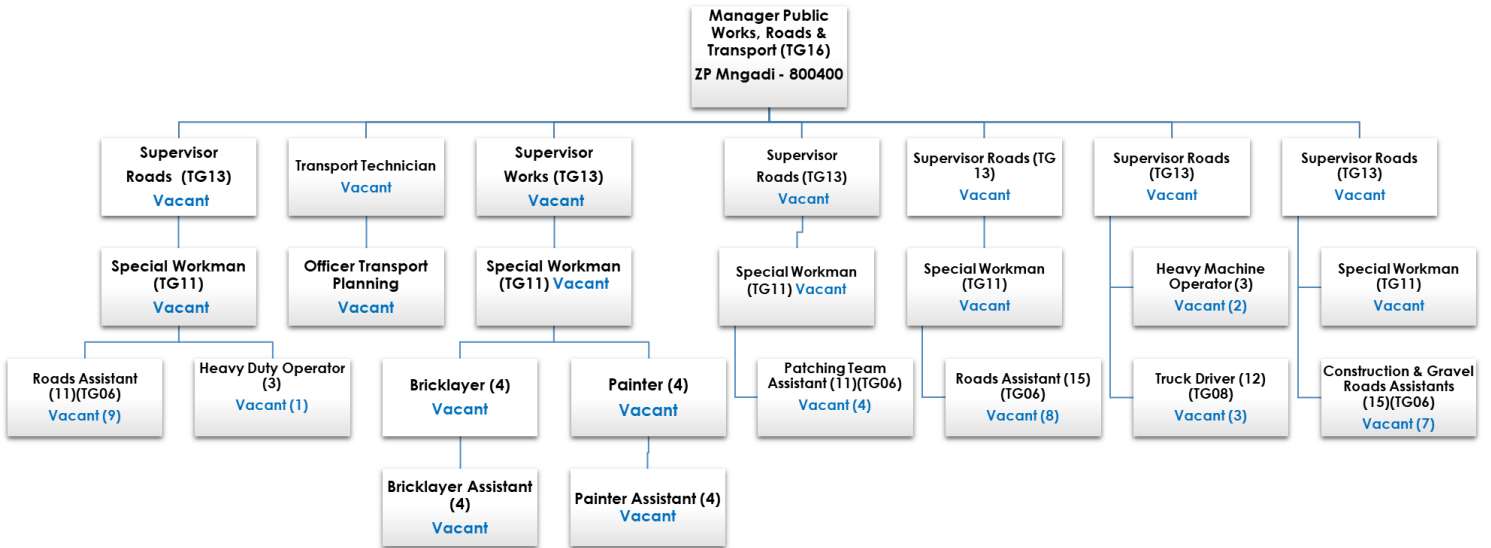 Manager Public
Works, Roads &
Transport (TG16)
ZP Mngadi - 800400
Supervisor
Roads (TG13)
Vacant
Transport Technician
Vacant
Supervisor
Works (TG13)
Vacant
Supervisor
Roads (TG13)
Vacant
Supervisor Roads (TG
13)
Vacant
Supervisor Roads
(TG13)
Vacant
Supervisor Roads
(TG13)
Vacant
Special Workman
(TG11)
Vacant
Officer Transport
Planning
Vacant
Special Workman
(TG11) Vacant
Special Workman
(TG11) Vacant
Special Workman
(TG11)
Vacant
Heavy Machine
Operator (3)
Vacant (2)
Special Workman
(TG11)
Vacant
Roads Assistant
(11)(TG06)
Vacant (9)
Heavy Duty Operator
(3)
Vacant (1)
Bricklayer (4)
Vacant
Painter (4)
Vacant
Patching Team
Assistant (11)(TG06)
Vacant (4)
Roads Assistant (15)
(TG06)
Vacant (8)
Truck Driver (12)
(TG08)
Vacant (3)
Construction & Gravel
Roads Assistants
(15)(TG06)
Vacant (7)
Bricklayer Assistant
(4)
Vacant
Painter Assistant (4)
Vacant